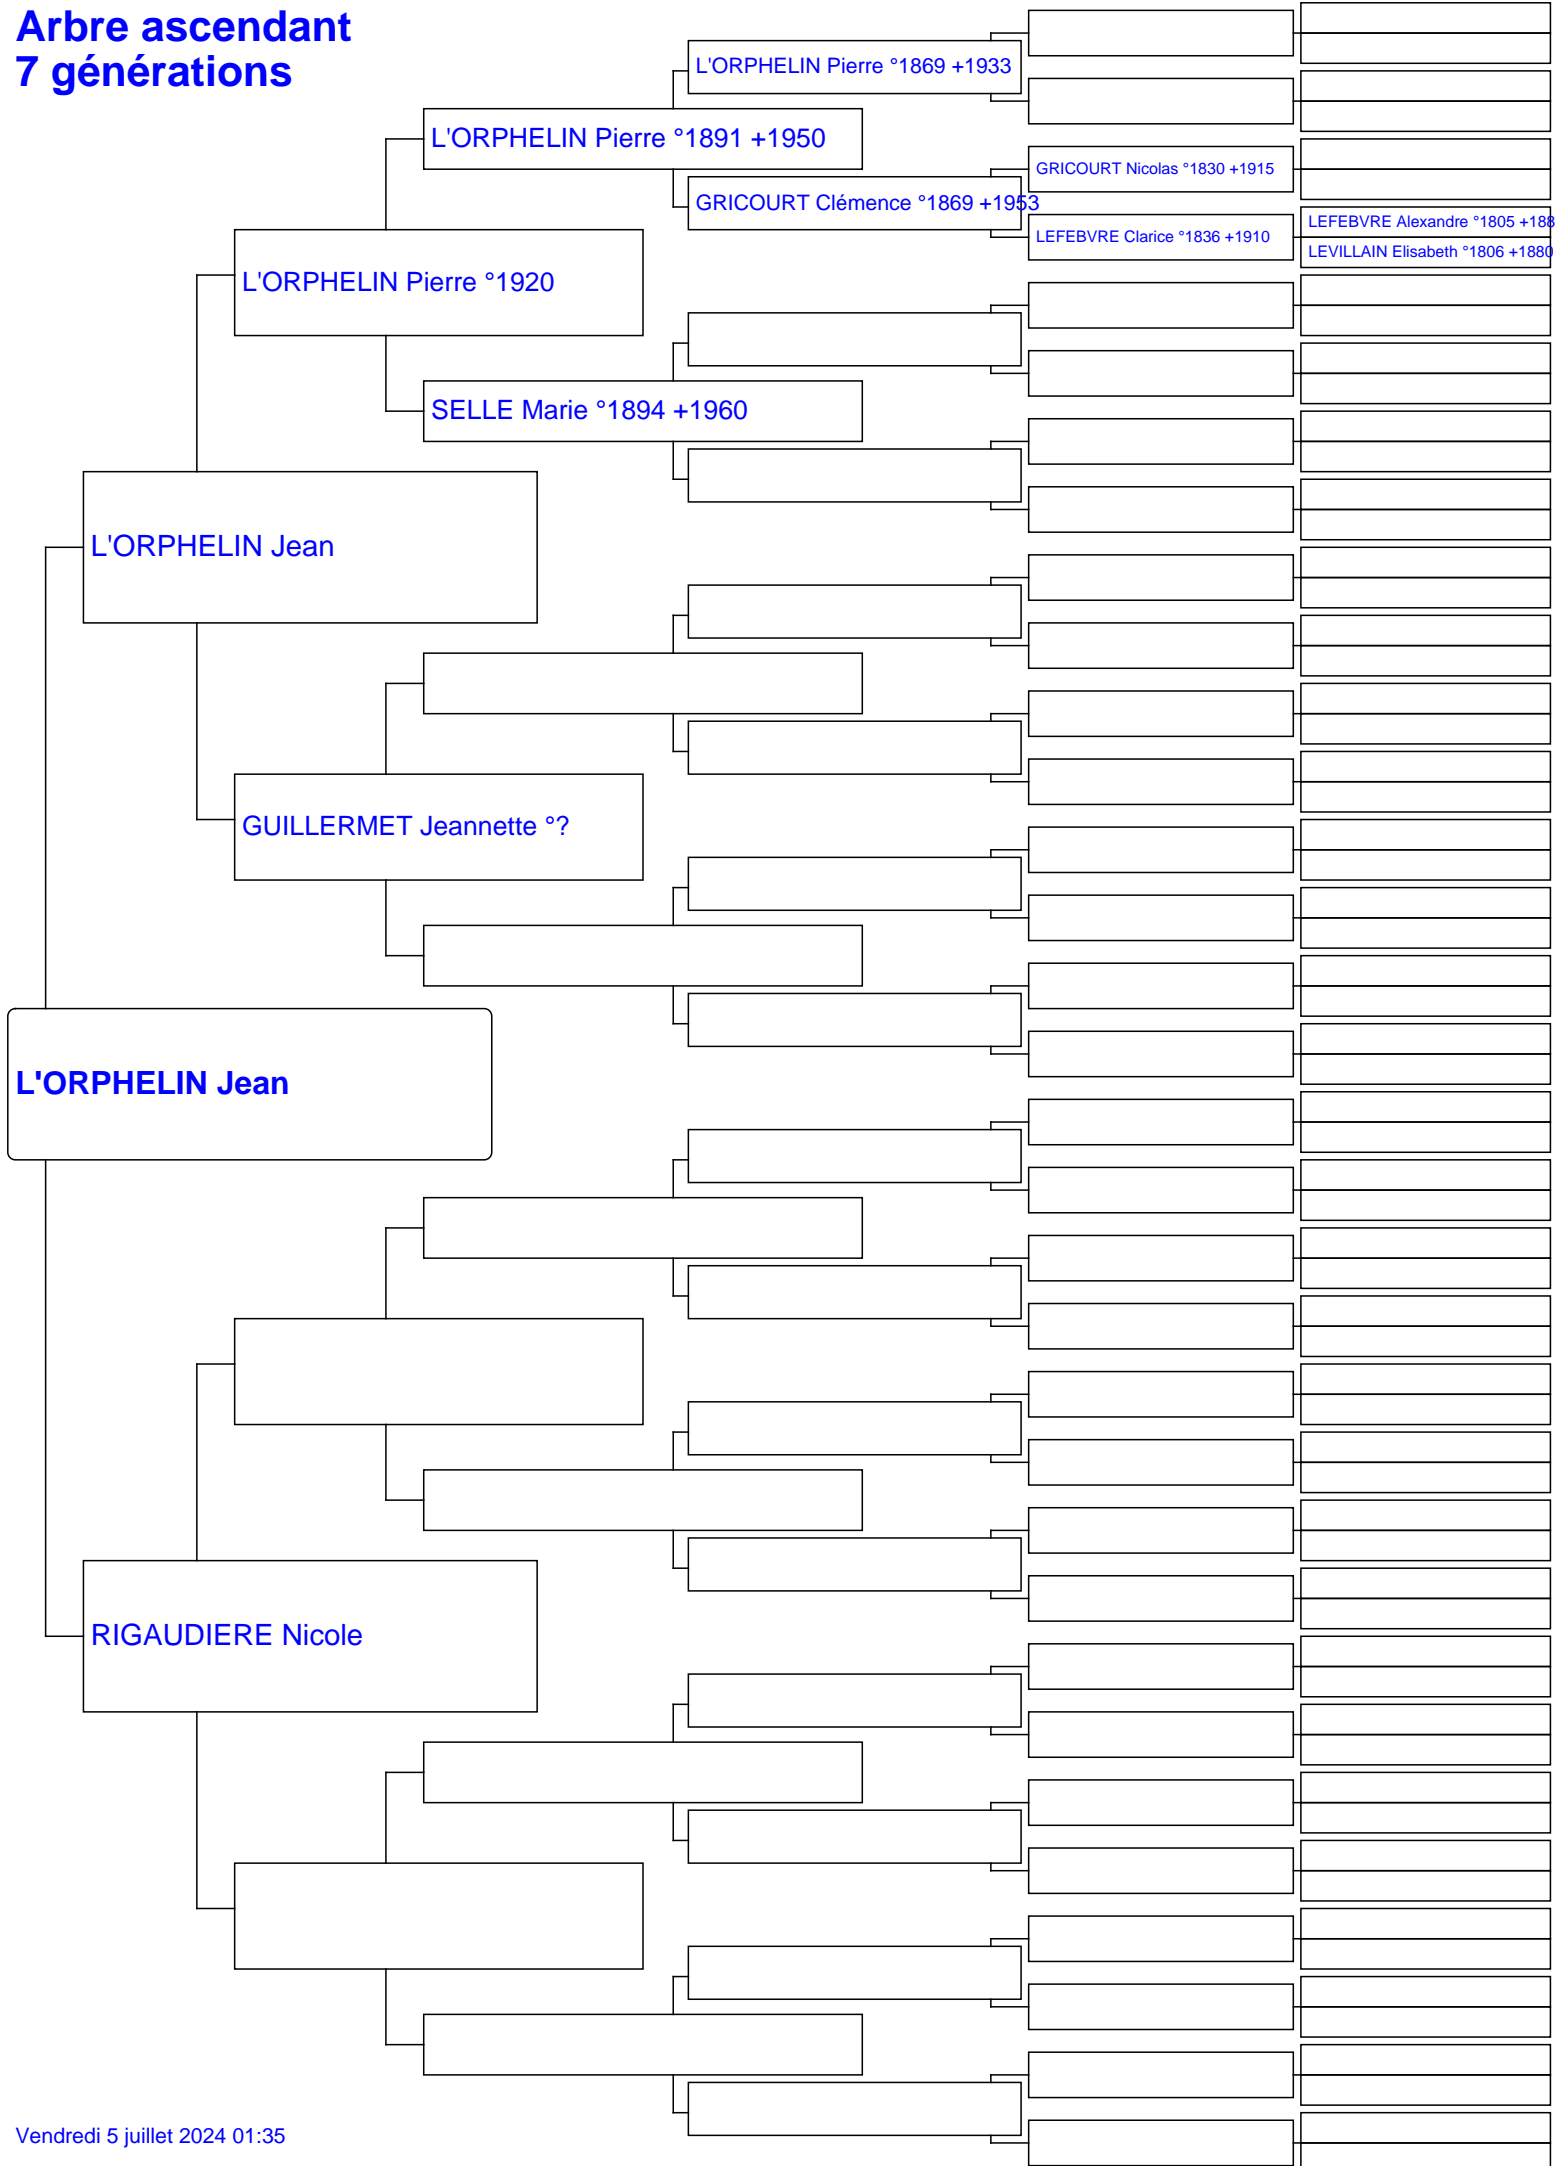 Arbre ascendant
7 générations
L'ORPHELIN Pierre °1869 +1933
L'ORPHELIN Pierre °1891 +1950
GRICOURT Nicolas °1830 +1915
GRICOURT Clémence °1869 +1953
LEFEBVRE Alexandre °1805 +188
LEFEBVRE Clarice °1836 +1910
LEVILLAIN Elisabeth °1806 +1880
L'ORPHELIN Pierre °1920
SELLE Marie °1894 +1960
L'ORPHELIN Jean
GUILLERMET Jeannette °?
L'ORPHELIN Jean
RIGAUDIERE Nicole
Vendredi 5 juillet 2024 01:35